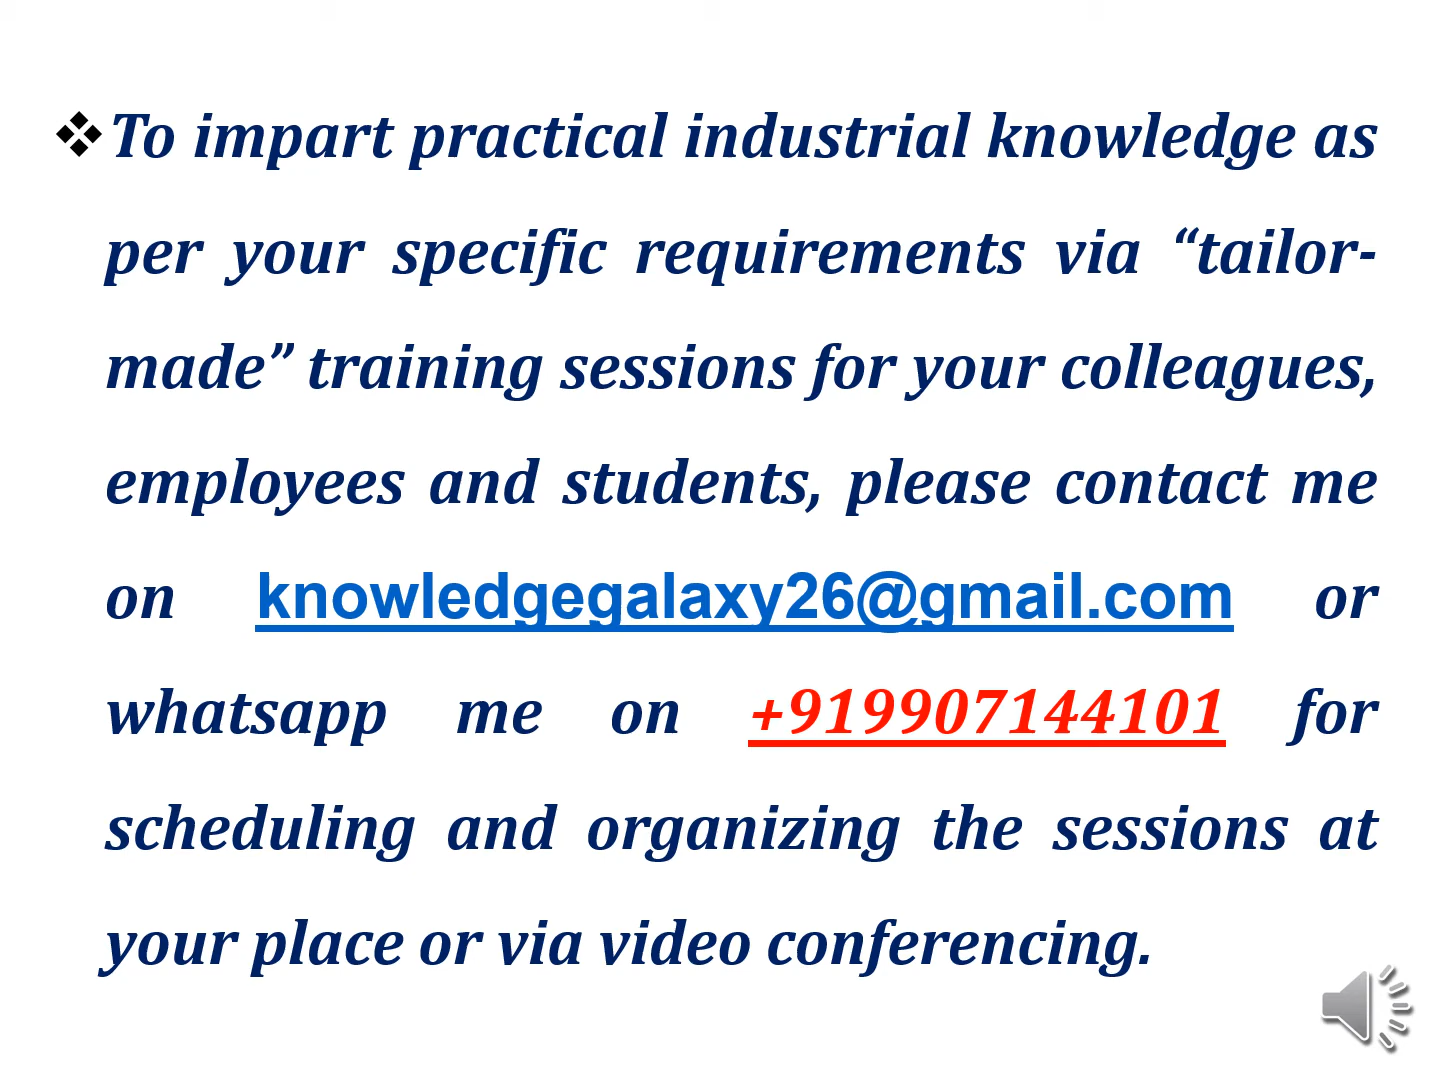 ❖To impart practical industrial knowledge as
per your specific requirements via “tailor-
made” training sessions for your colleagues,
employees and students, please contact me
on knowledgegalaxy26@gmail.com or
whatsapp me on +919907144101 for
scheduling and organizing the sessions at
your place or via video conferencing.